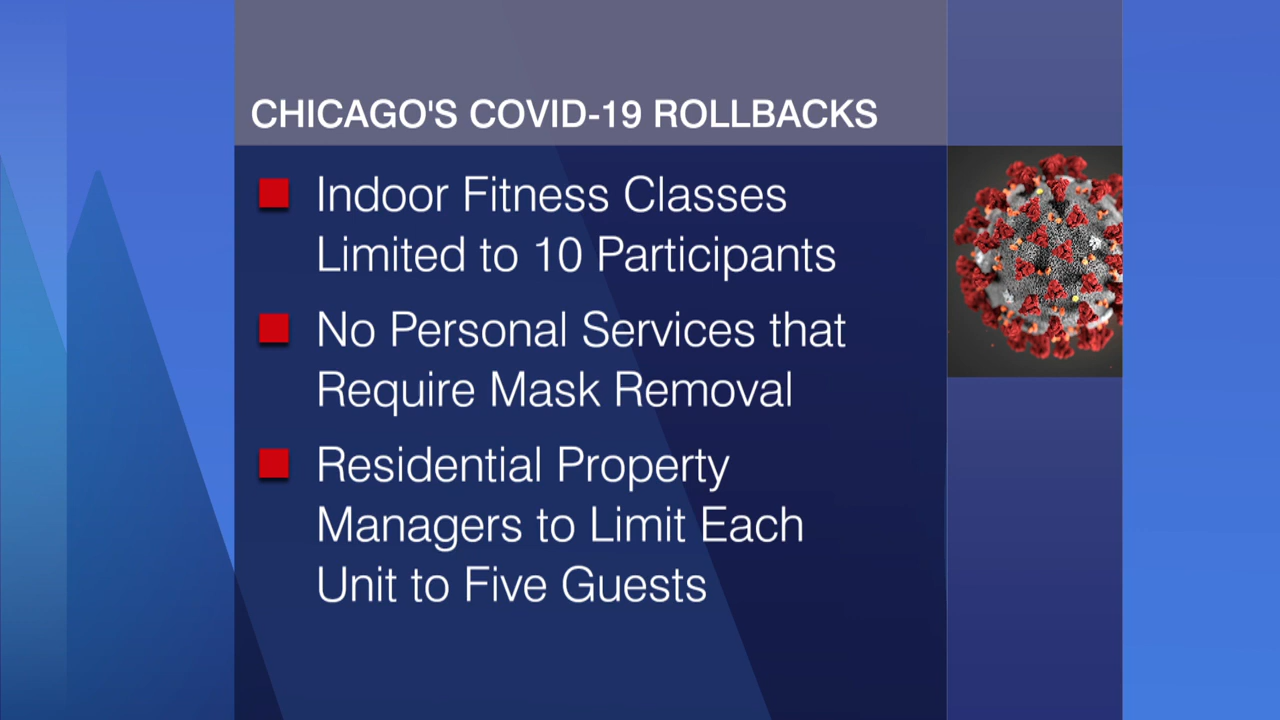 CHICAGO'S COVID-19 ROLLBACKS
Indoor Fitness Classes
Limited to 10 Participants
No Personal Services that
Require Mask Removal
Residential Property
Managers to Limit Each
Unit to Five Guests